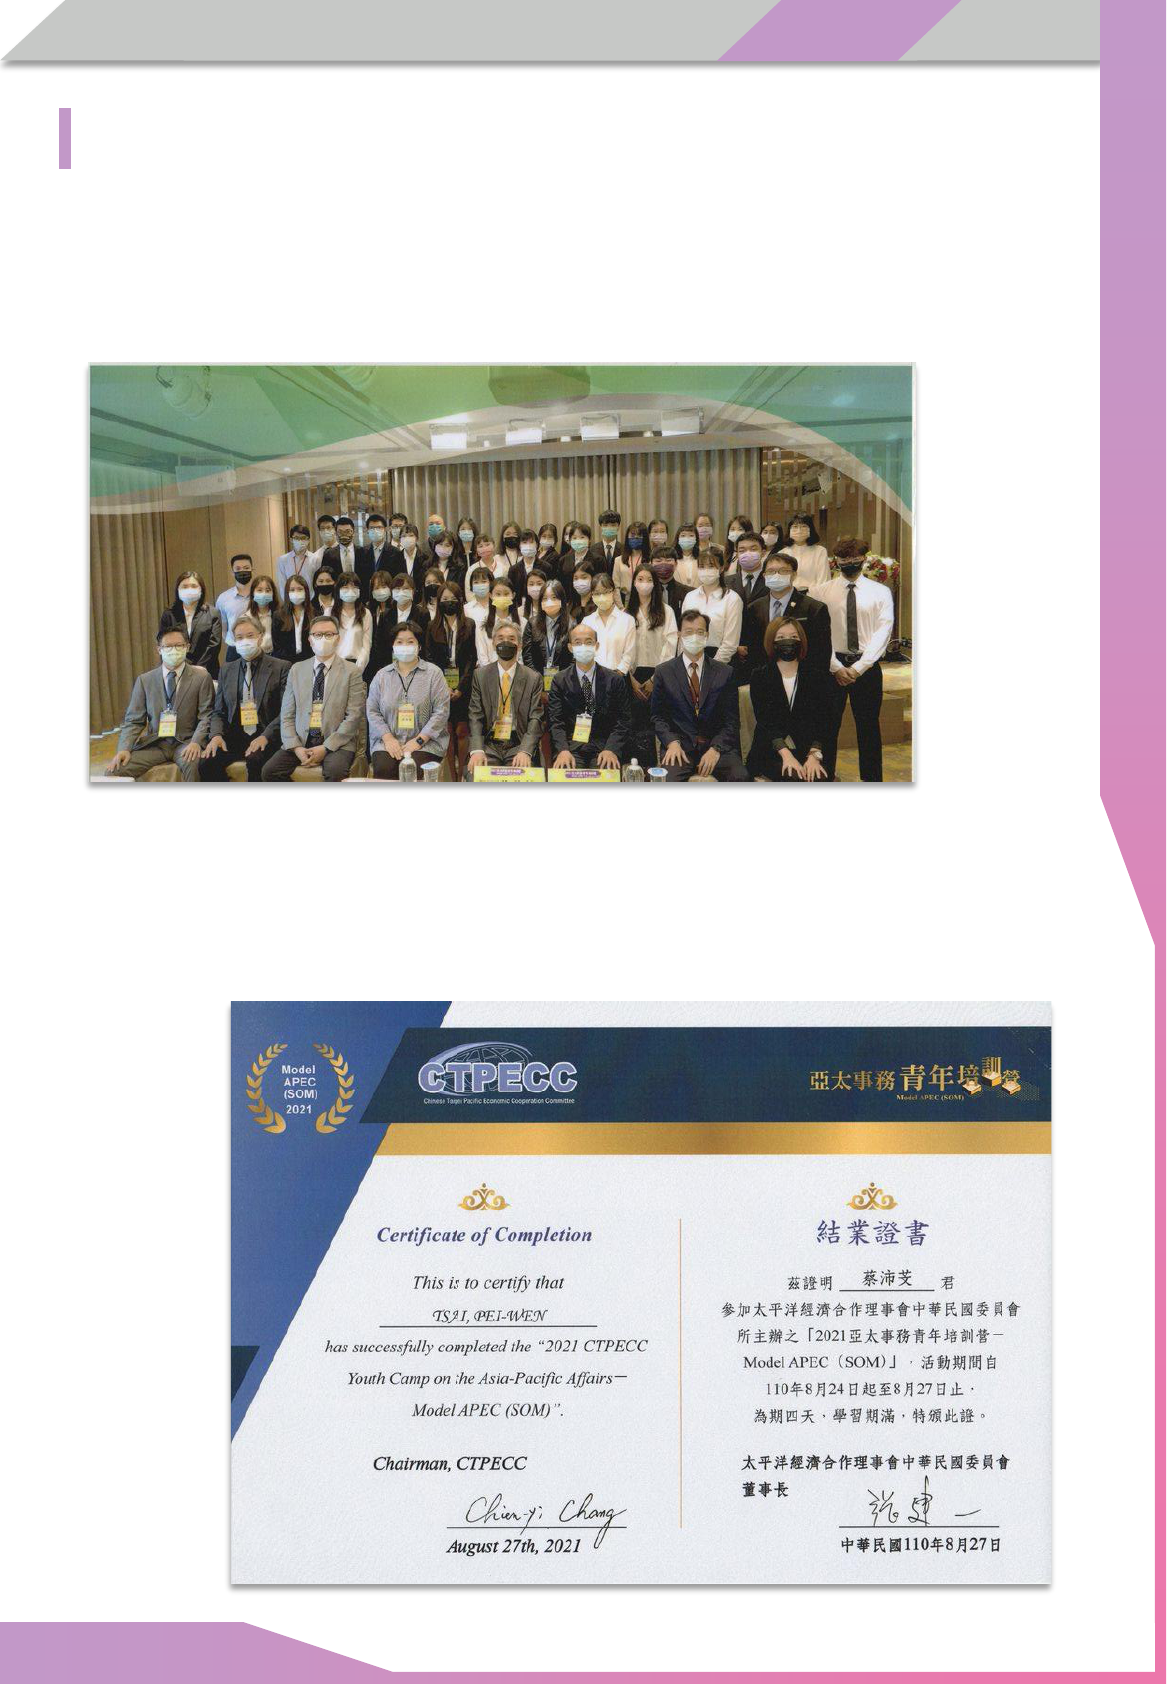 Model
APEC
(SOM)
2021
CTPECC
Chinese Taipei Pacific Economic Cooperation Committee
亞太事務青年培訓營
Model APEC (SOM)
Certificate of Completion
This is to certify that
TSAI, PEI-WEN
has successfully completed the “2021 CTPECC
Youth Camp on the Asia-Pacific Affairs—
Model APEC (SOM)”.
Chairman, CTPECC
Chien-yi Chang
August 27th, 2021
結業證書
茲證明 蔡沛芠 君
參加太平洋經濟合作理事會中華民國委員會
所主辦之「2021亞太事務青年培訓營－
Model APEC（SOM）」，活動期間自
110年8月24日起至8月27日止，
為期四天，學習期滿，特頒此證。
太平洋經濟合作理事會中華民國委員會
董事長
張建一
中華民國110年8月27日